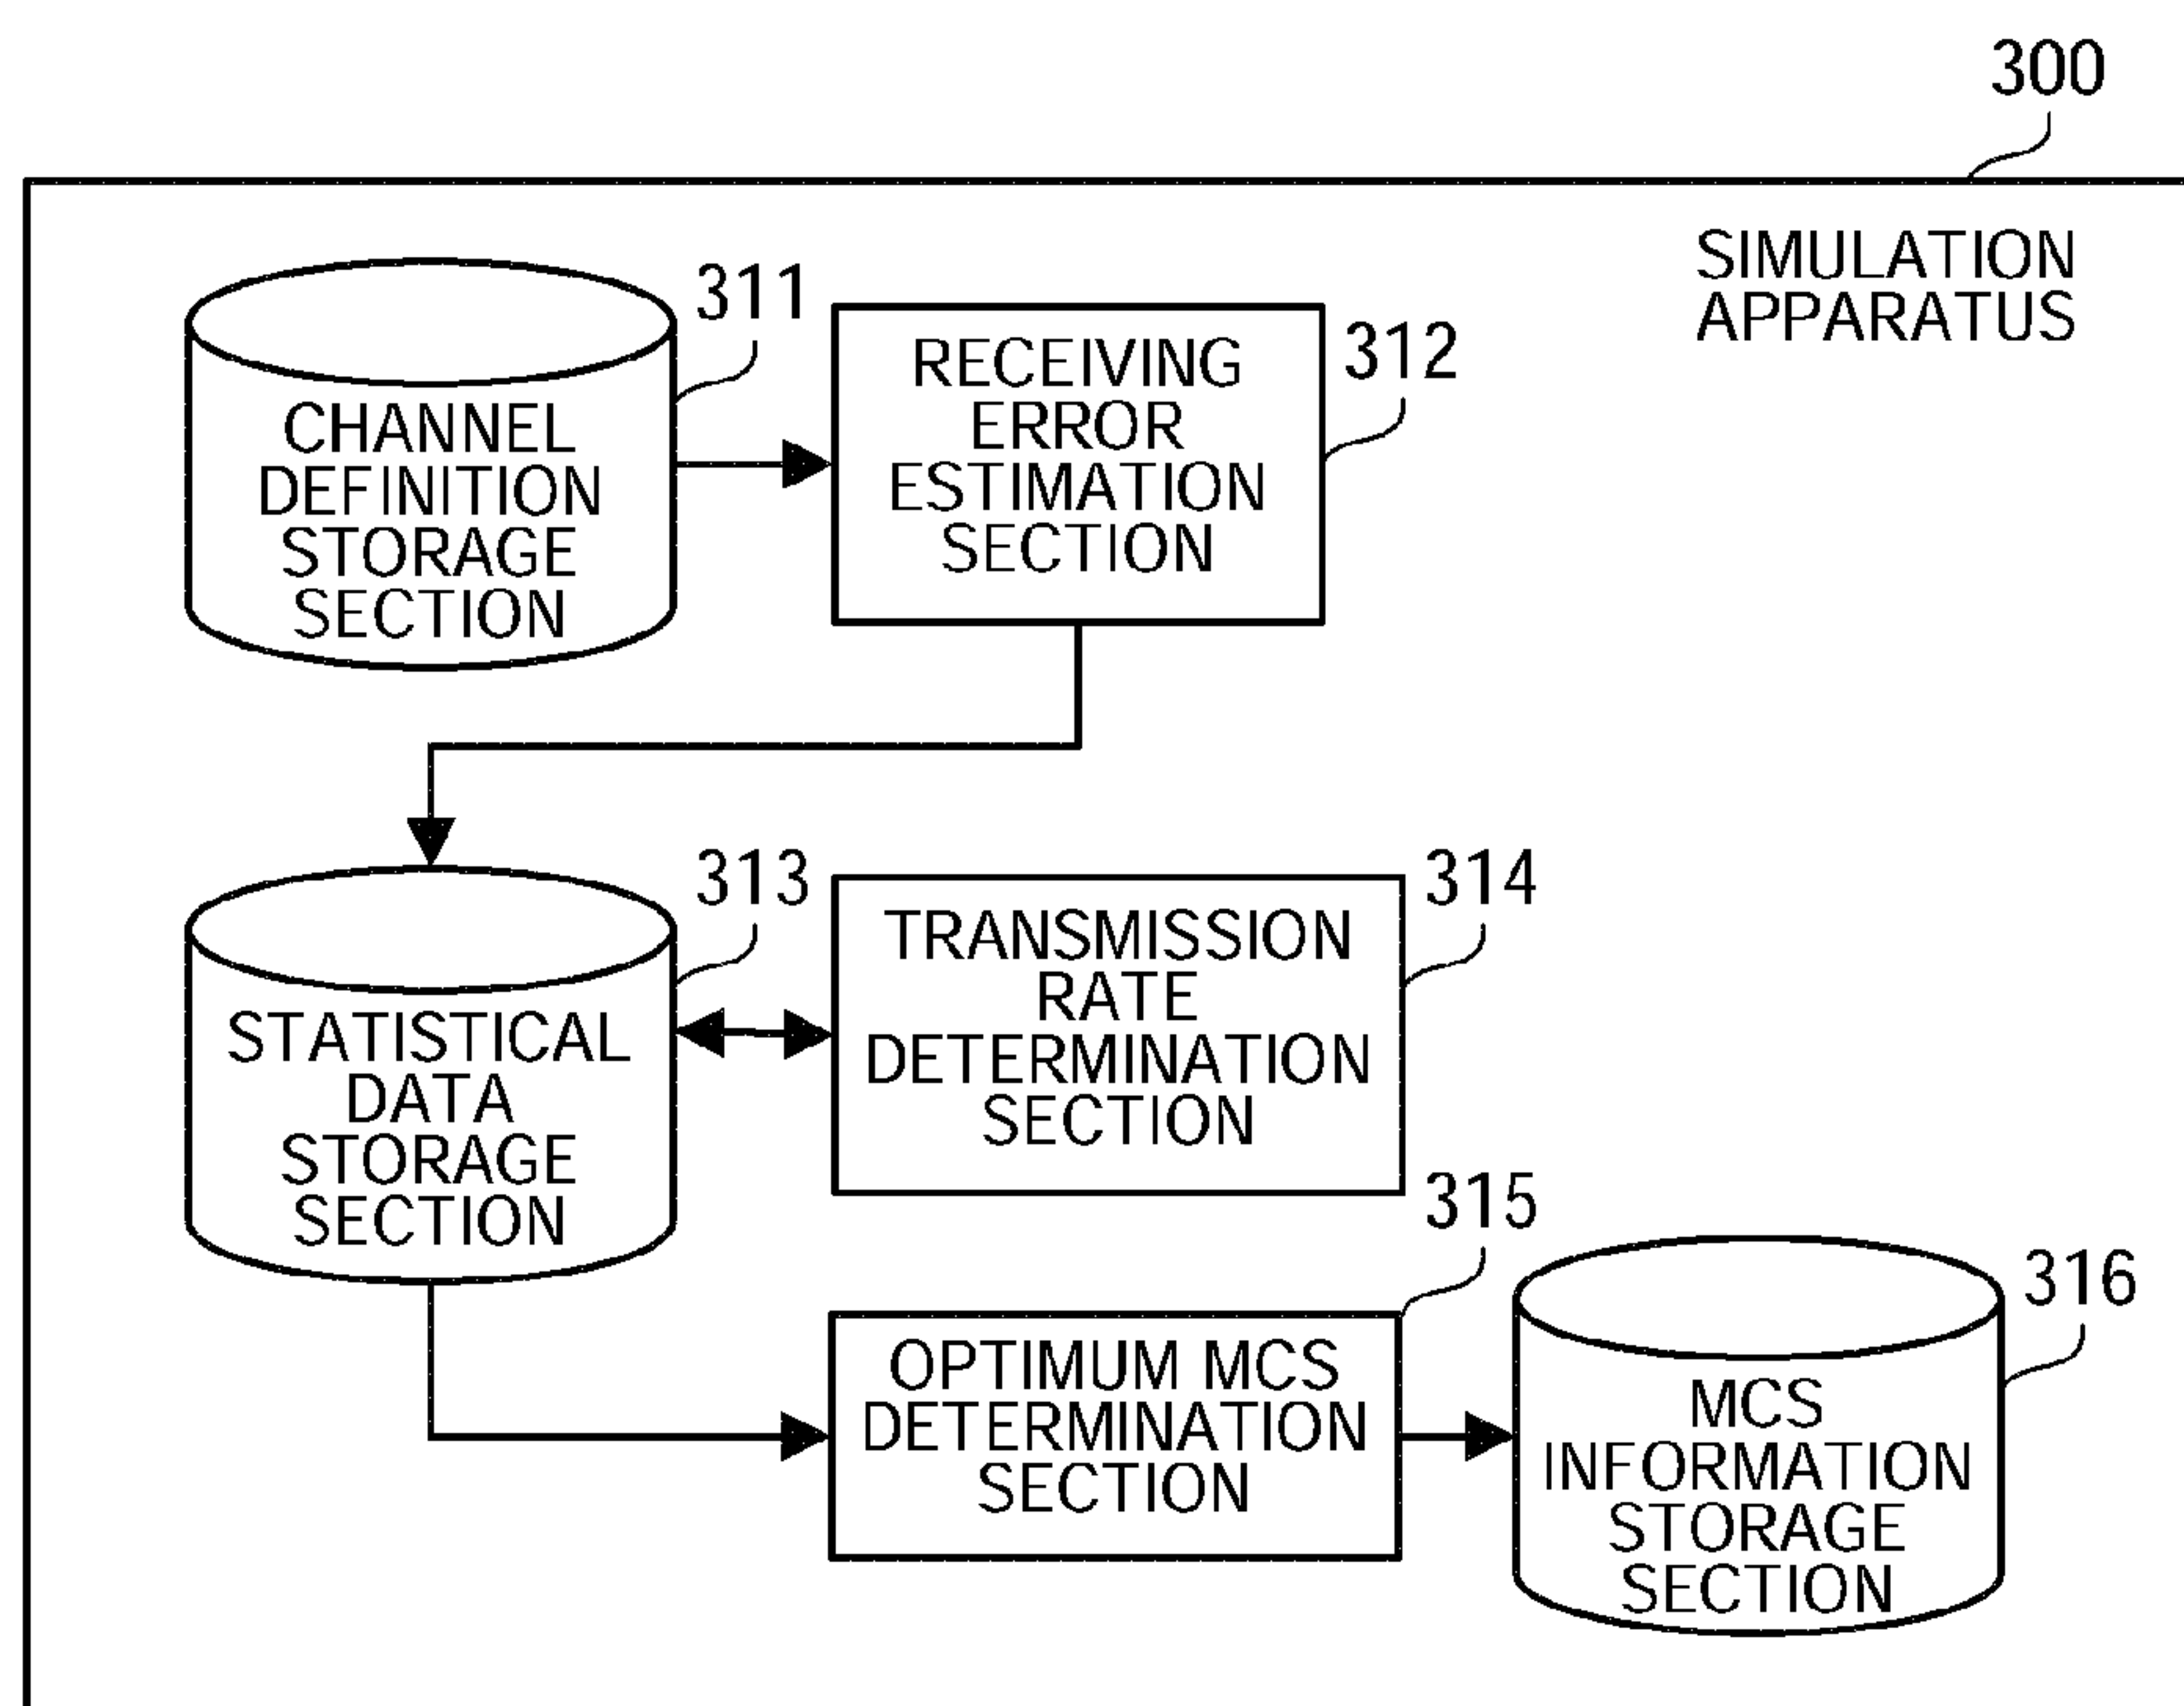 300
SIMULATION
APPARATUS
311
CHANNEL
DEFINITION
STORAGE
SECTION
312
RECEIVING
ERROR
ESTIMATION
SECTION
313
STATISTICAL
DATA
STORAGE
SECTION
314
TRANSMISSION
RATE
DETERMINATION
SECTION
315
OPTIMUM MCS
DETERMINATION
SECTION
316
MCS
INFORMATION
STORAGE
SECTION